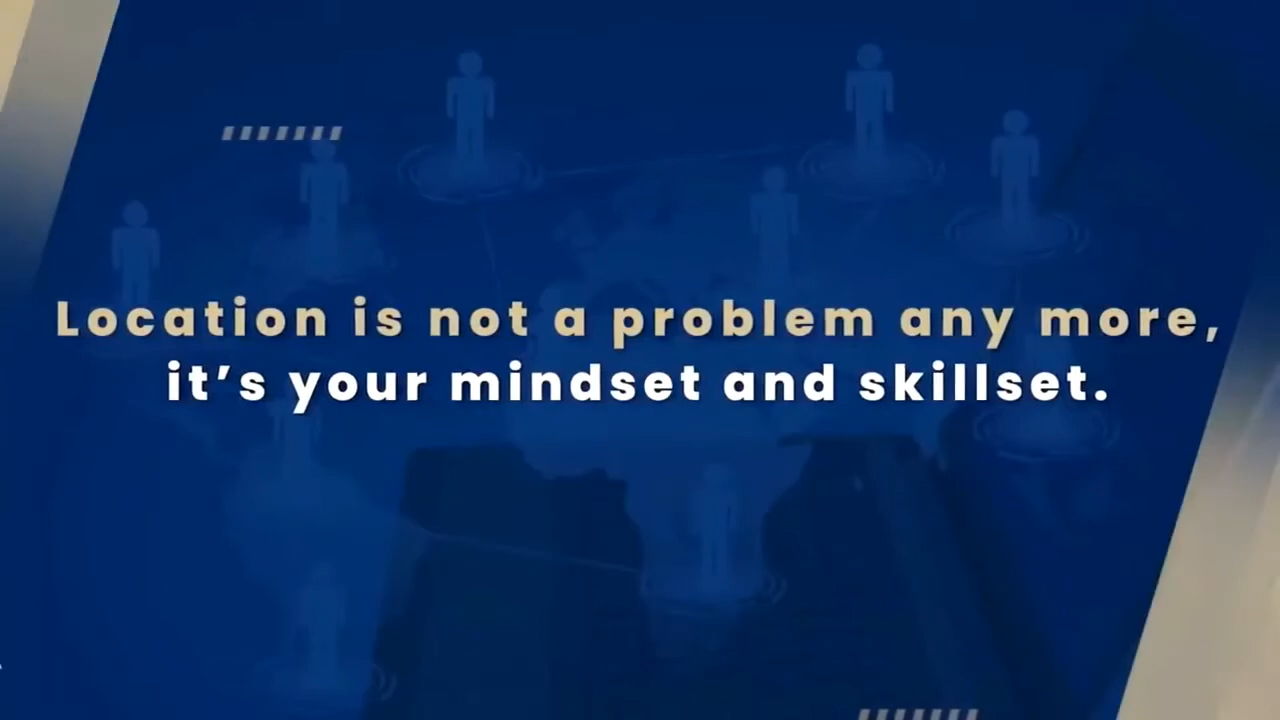 Location is not a problem any more,
it’s your mindset and skillset.